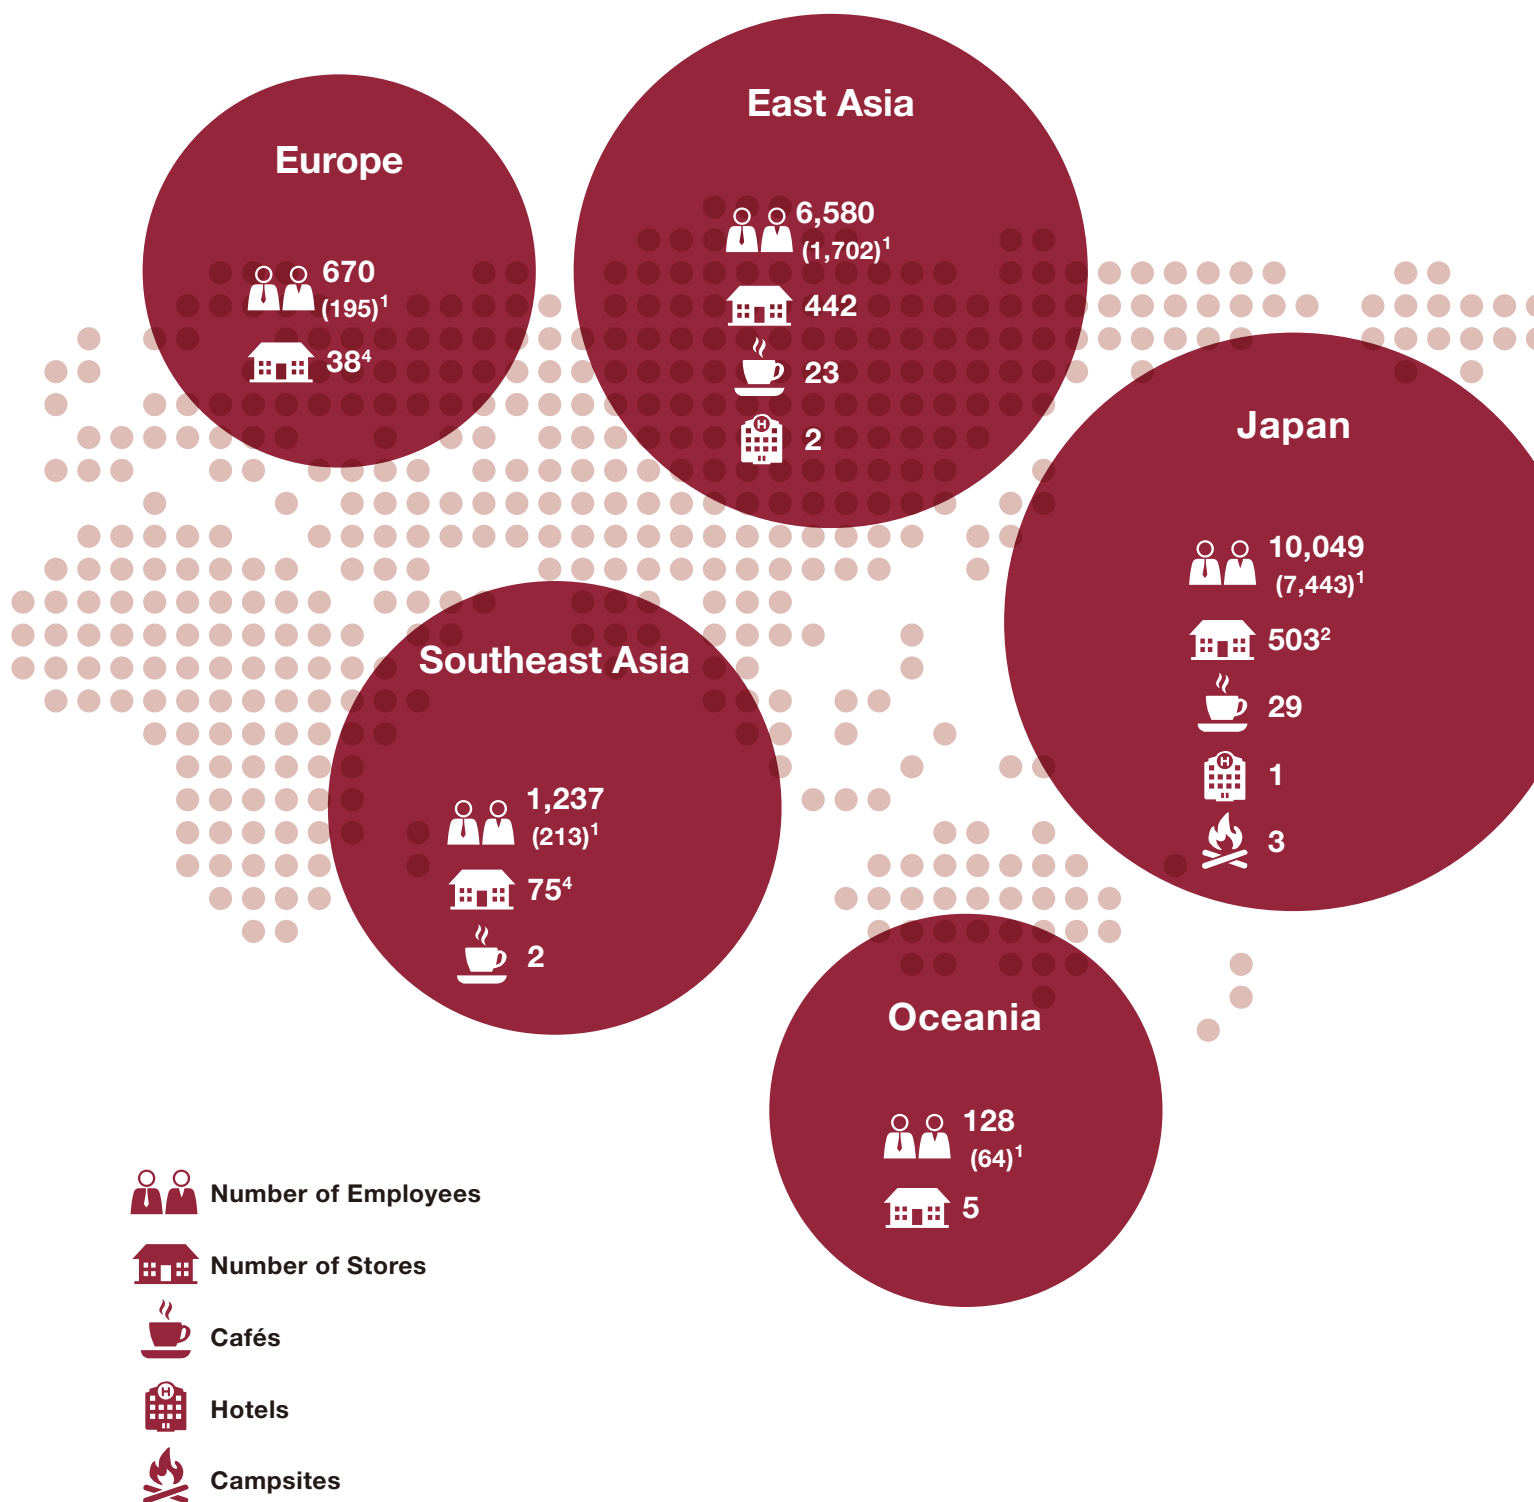 Europe
670
(195)¹
38⁴
East Asia
6,580
(1,702)¹
442
23
H
2
Japan
10,049
(7,443)¹
503²
29
H
1
3
Southeast Asia
1,237
(213)¹
75⁴
2
Oceania
128
(64)¹
5
Number of Employees
Number of Stores
Cafés
H
Hotels
Campsites